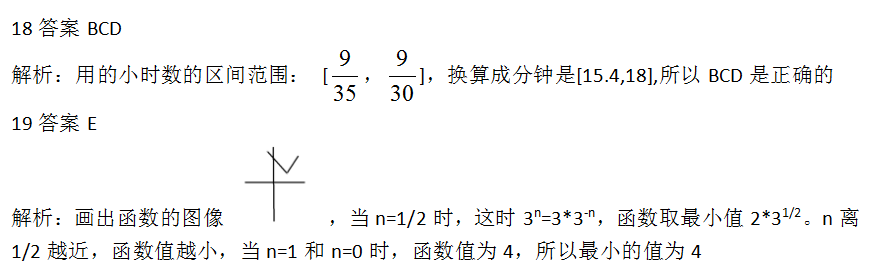 18 答案 BCD
解析：用的小时数的区间范围： [9/35，9/30]，换算成分钟是[15.4,18],所以 BCD 是正确的
19 答案 E
解析：画出函数的图像 ，当 n=1/2 时，这时 3ⁿ=3*3⁻ⁿ，函数取最小值 2*3^{1/2}。n 离
1/2 越近，函数值越小，当 n=1 和 n=0 时，函数值为 4，所以最小的值为 4